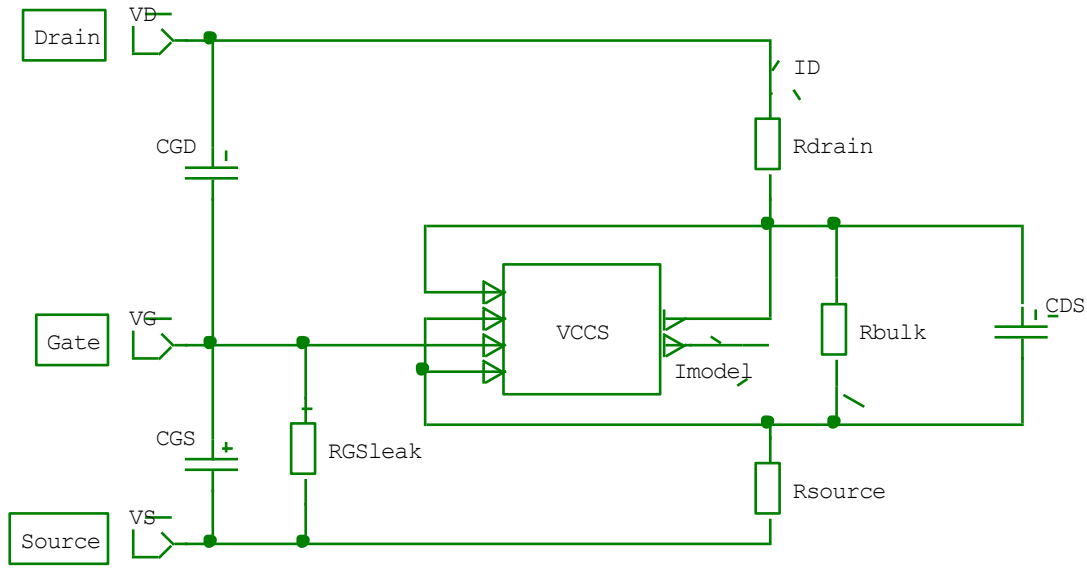 VD
Drain
ID
CGD
Rdrain
VG
Gate
VCCS
Rbulk
CDS
Imodel
CGS
RGSleak
Rsource
VS
Source